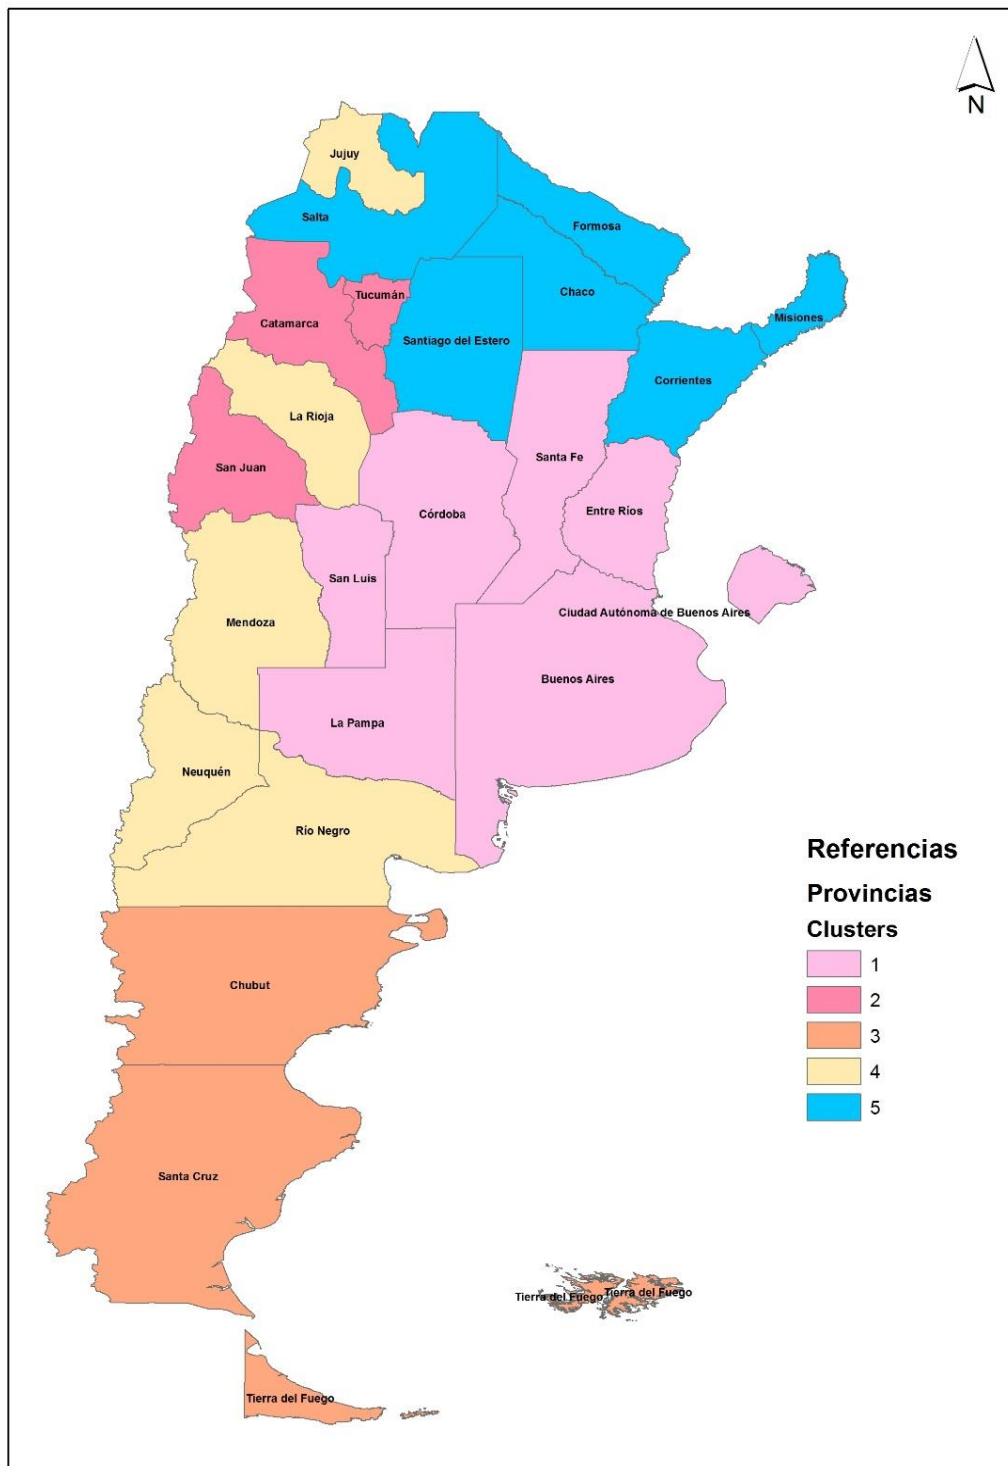 N
Jujuy
Salta
Formosa
Chaco
Tucumán
Misiones
Catamarca
Santiago del Estero
Corrientes
La Rioja
San Juan
Santa Fe
Córdoba
Entre Ríos
San Luis
Ciudad Autónoma de Buenos Aires
Mendoza
Buenos Aires
La Pampa
Neuquén
Río Negro
Chubut
Santa Cruz
Tierra del Fuego
Tierra del Fuego
Tierra del Fuego
Referencias
Provincias
Clusters
1
2
3
4
5